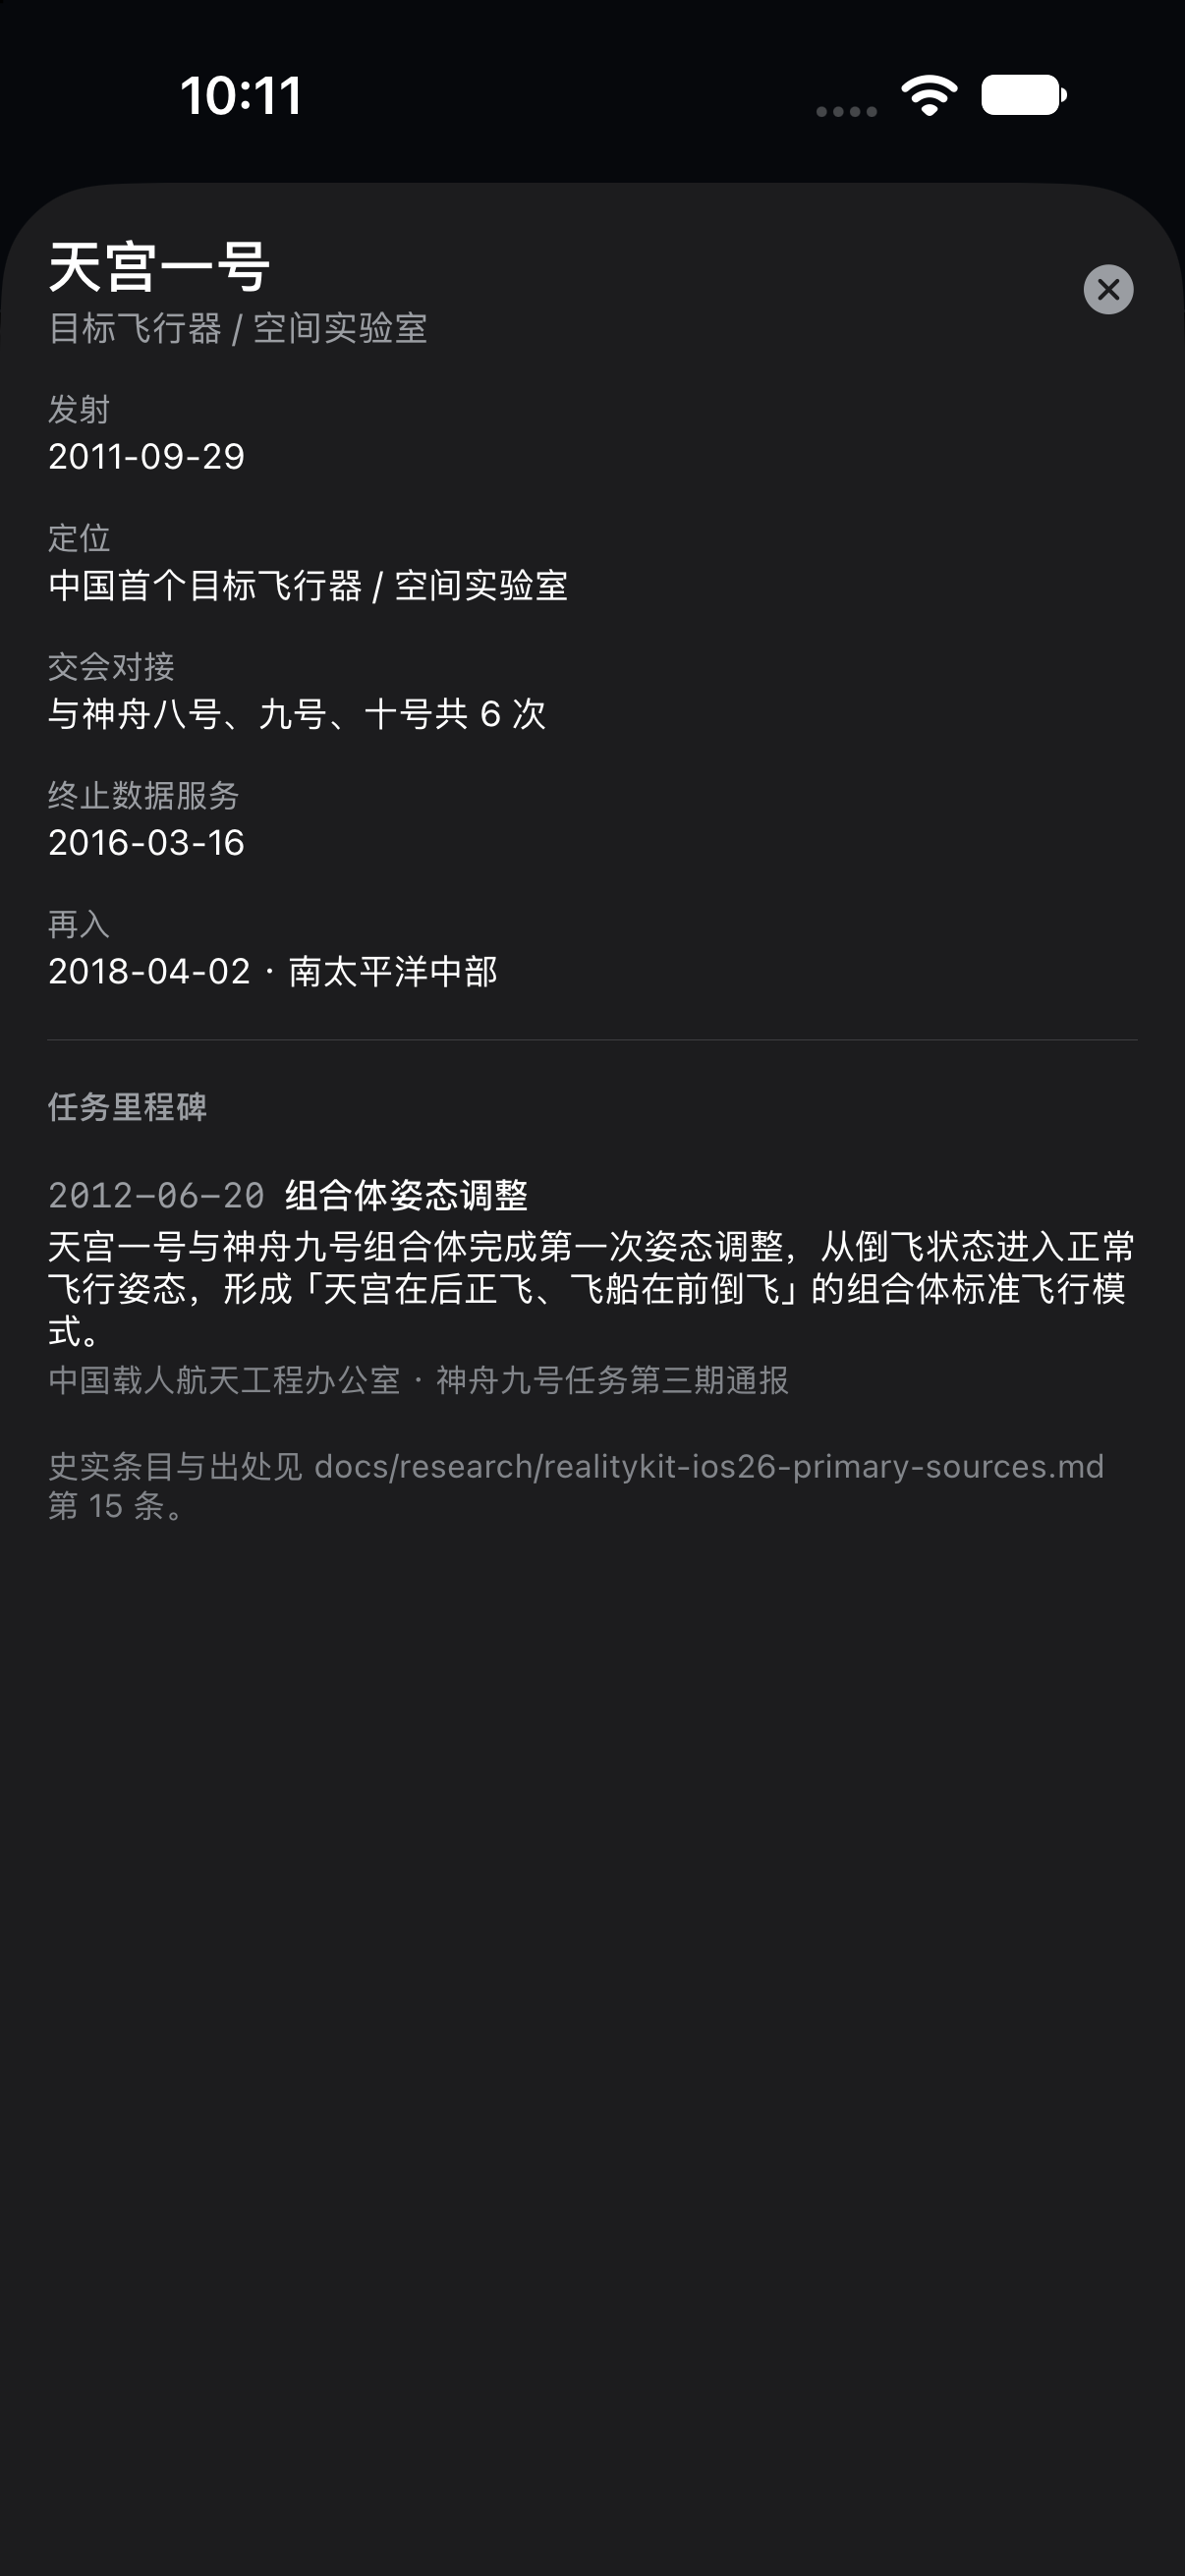 10:11
天宫一号
目标飞行器 / 空间实验室
发射
2011-09-29
定位
中国首个目标飞行器 / 空间实验室
交会对接
与神舟八号、九号、十号共 6 次
终止数据服务
2016-03-16
再入
2018-04-02 · 南太平洋中部
任务里程碑
2012-06-20 组合体姿态调整
天宫一号与神舟九号组合体完成第一次姿态调整，从倒飞状态进入正常
飞行姿态，形成「天宫在后正飞、飞船在前倒飞」的组合体标准飞行模
式。
中国载人航天工程办公室 · 神舟九号任务第三期通报
史实条目与出处见 docs/research/realitykit-ios26-primary-sources.md
第 15 条。